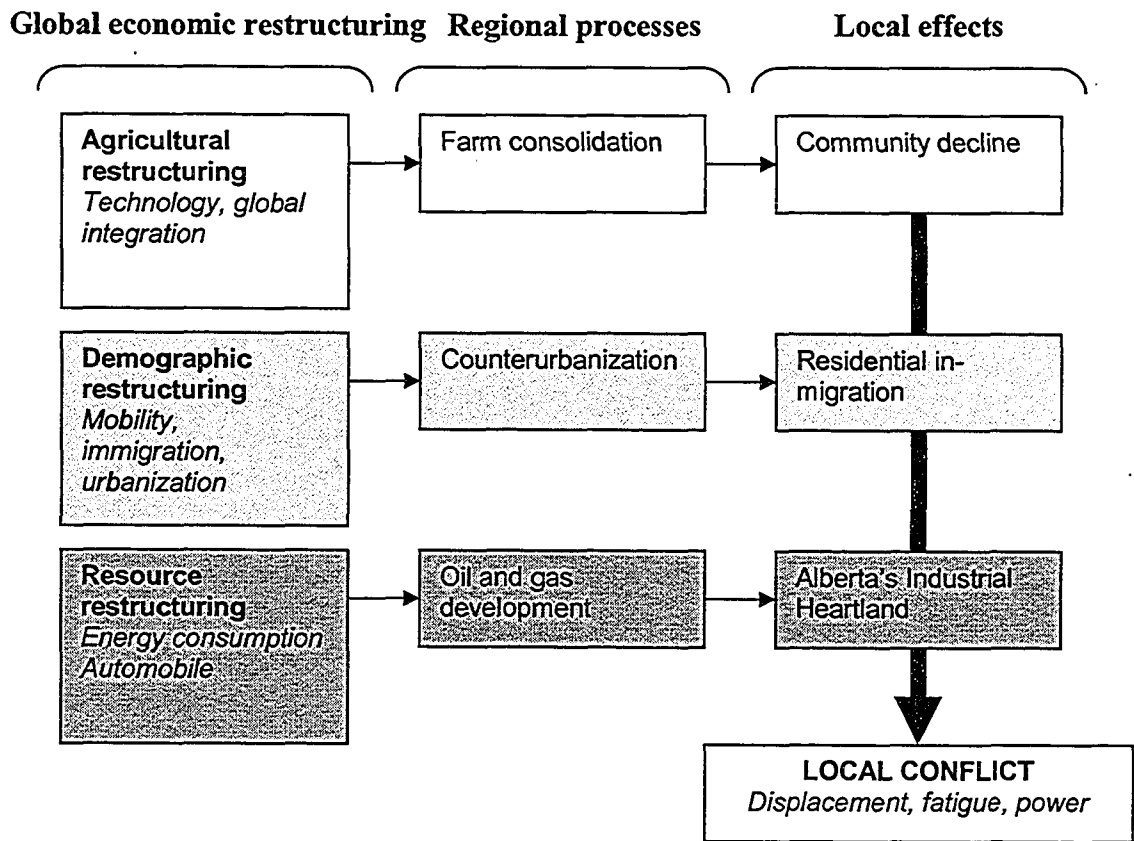 Global economic restructuring Regional processes Local effects
Agricultural
restructuring
Technology, global
integration
Farm consolidation
Community decline
Demographic
restructuring
Mobility,
immigration,
urbanization
Counterurbanization
Residential in-
migration
Resource
restructuring
Energy consumption
Automobile
Oil and gas
development
Alberta's Industrial
Heartland
LOCAL CONFLICT
Displacement, fatigue, power